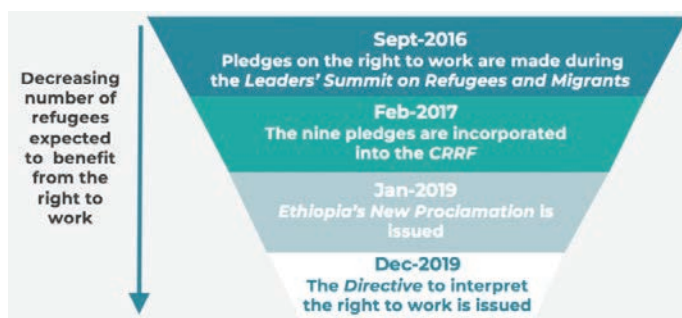 Decreasing
number of
refugees
expected
to benefit
from the
right to
work
Sept-2016
Pledges on the right to work are made during
the Leaders' Summit on Refugees and Migrants
Feb-2017
The nine pledges are incorporated
into the CRRF
Jan-2019
Ethiopia's New Proclamation is
issued
Dec-2019
The Directive to interpret
the right to work is issued